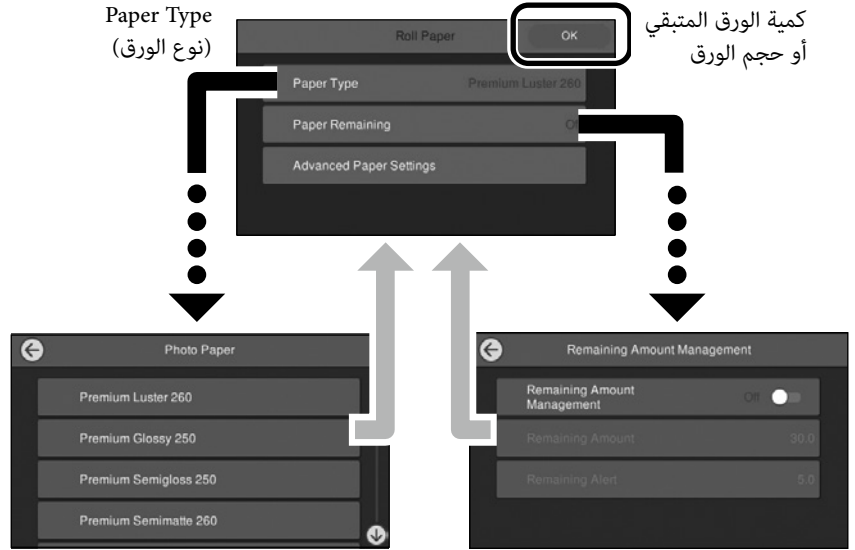 Paper Type
(نوع الورق)
كمية الورق المتبقي
أو حجم الورق
Roll Paper
OK
Paper Type
Premium Luster 260
Paper Remaining
Advanced Paper Settings
Photo Paper
Premium Luster 260
Premium Glossy 250
Premium Semigloss 250
Premium Semimatte 260
Remaining Amount Management
Remaining Amount
Management
Off
Remaining Amount
30.0
Remaining Alert
5.0